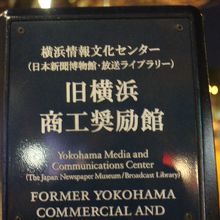 横浜情報文化センター
(日本新聞博物館・放送ライブラリー)
旧横浜
商工奨励館
Yokohama Media and
Communications Center
(The Japan Newspaper Museum / Broadcast Library)
FORMER YOKOHAMA
COMMERCIAL AND